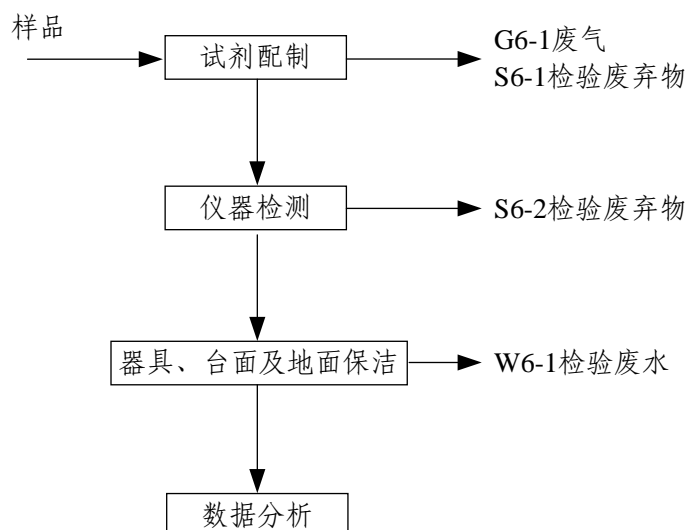 样品
试剂配制
G6-1废气
S6-1检验废弃物
仪器检测
S6-2检验废弃物
器具、台面及地面保洁
W6-1检验废水
数据分析